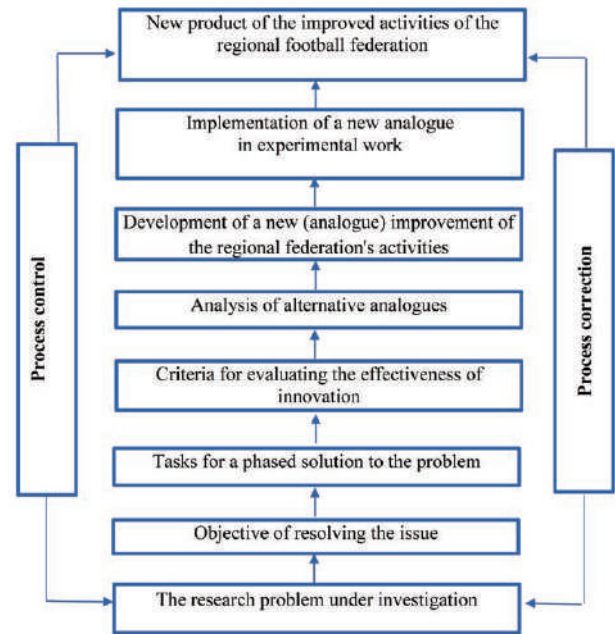 New product of the improved activities of the
regional football federation
Implementation of a new analogue
in experimental work
Development of a new (analogue) improvement of
the regional federation's activities
Analysis of alternative analogues
Criteria for evaluating the effectiveness of
innovation
Tasks for a phased solution to the problem
Objective of resolving the issue
The research problem under investigation
Process control
Process correction